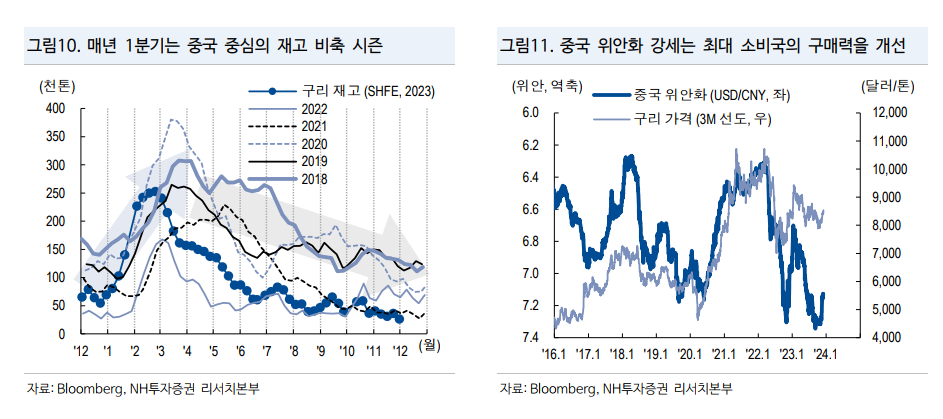 그림10. 매년 1분기는 중국 중심의 재고 비축 시즌
(천톤)
구리 재고 (SHFE, 2023)
2022
2021
2020
2019
2018
400
350
300
250
200
150
100
50
0
'12 '1 '2 '3 '4 '5 '6 '7 '8 '9 '10 '11 '12
(월)
자료: Bloomberg, NH투자증권 리서치본부
그림11. 중국 위안화 강세는 최대 소비국의 구매력을 개선
(위안, 역축)
(달러/톤)
중국 위안화 (USD/CNY, 좌)
구리 가격 (3M 선도, 우)
6.0
6.2
6.4
6.6
6.8
7.0
7.2
7.4
12,000
11,000
10,000
9,000
8,000
7,000
6,000
5,000
4,000
'16.1 '17.1 '18.1 '19.1 '20.1 '21.1 '22.1 '23.1 '24.1
자료: Bloomberg, NH투자증권 리서치본부